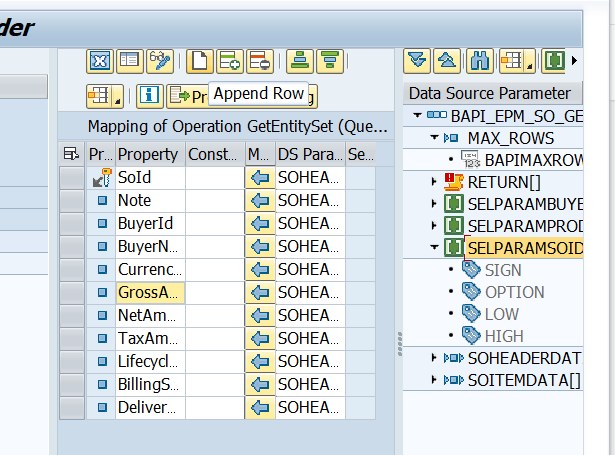 der
Pr
Append Row
g
Data Source Parameter
Mapping of Operation GetEntitySet (Que...
BAPI_EPM_SO_GE
MAX_ROWS
BAPIMAXROW
RETURN[]
SELPARAMBUYE
SELPARAMPROD
SELPARAMSOID
SIGN
OPTION
LOW
HIGH
SOHEADERDAT
SOITEMDATA[]
Pr... Property Const... M... DS Para... Se...
SoId SOHEA...
Note SOHEA...
BuyerId SOHEA...
BuyerN... SOHEA...
Currenc... SOHEA...
GrossA... SOHEA...
NetAm... SOHEA...
TaxAm... SOHEA...
Lifecycl... SOHEA...
BillingS... SOHEA...
Deliver... SOHEA...